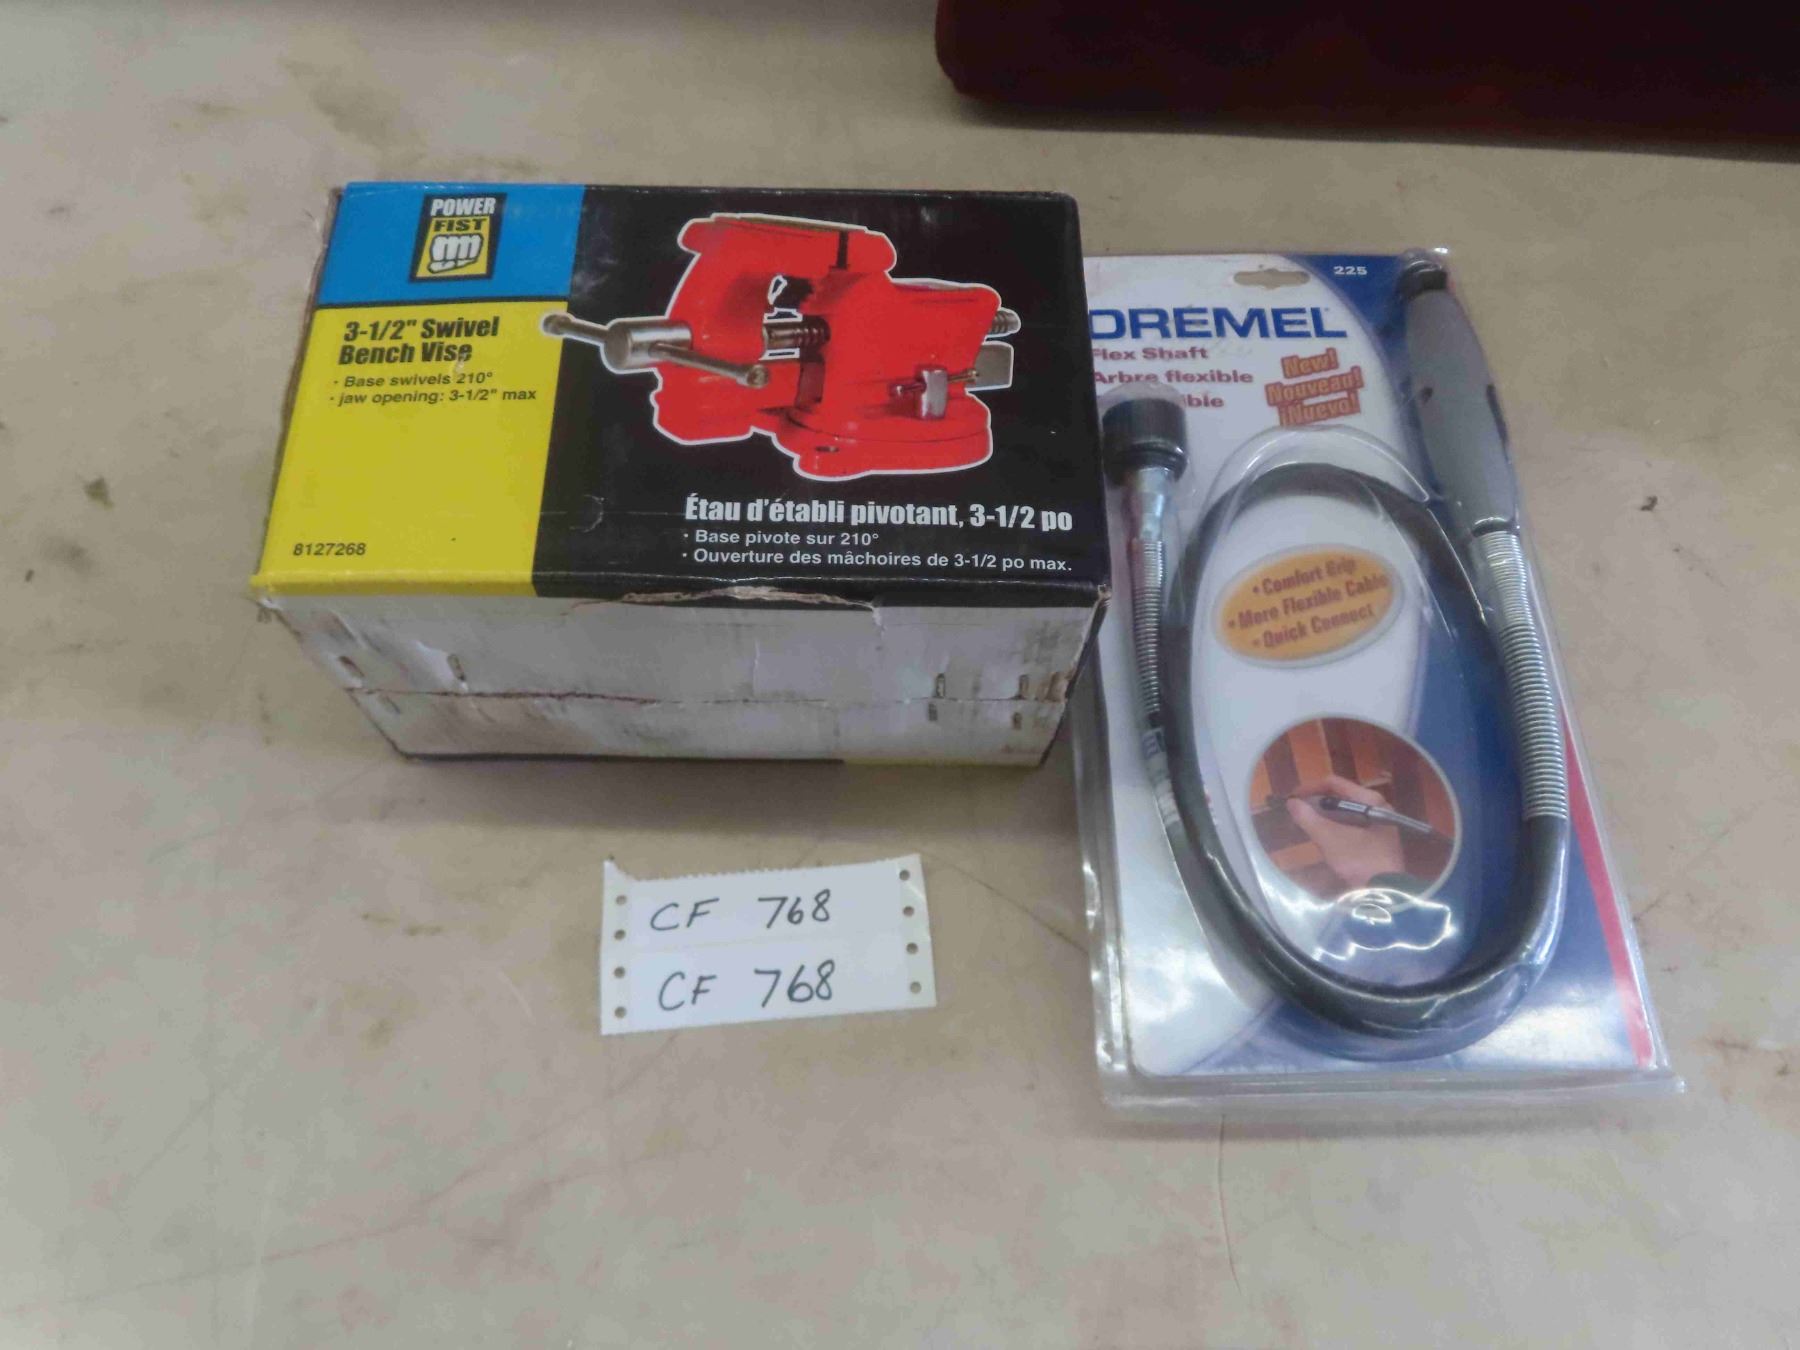 POWER
FIST
3-1/2" Swivel
Bench Vise
· Base swivels 210°
· jaw opening: 3-1/2" max
8127268
Étau d'établi pivotant, 3-1/2 po
· Base pivote sur 210°
· Ouverture des mâchoires de 3-1/2 po max.
225
DREMEL
Flex Shaft
Arbre flexible
ible
New!
Nouveau!
¡Nuevo!
• Comfort Grip
• More Flexible Cable
• Quick Connect
CF 768
CF 768